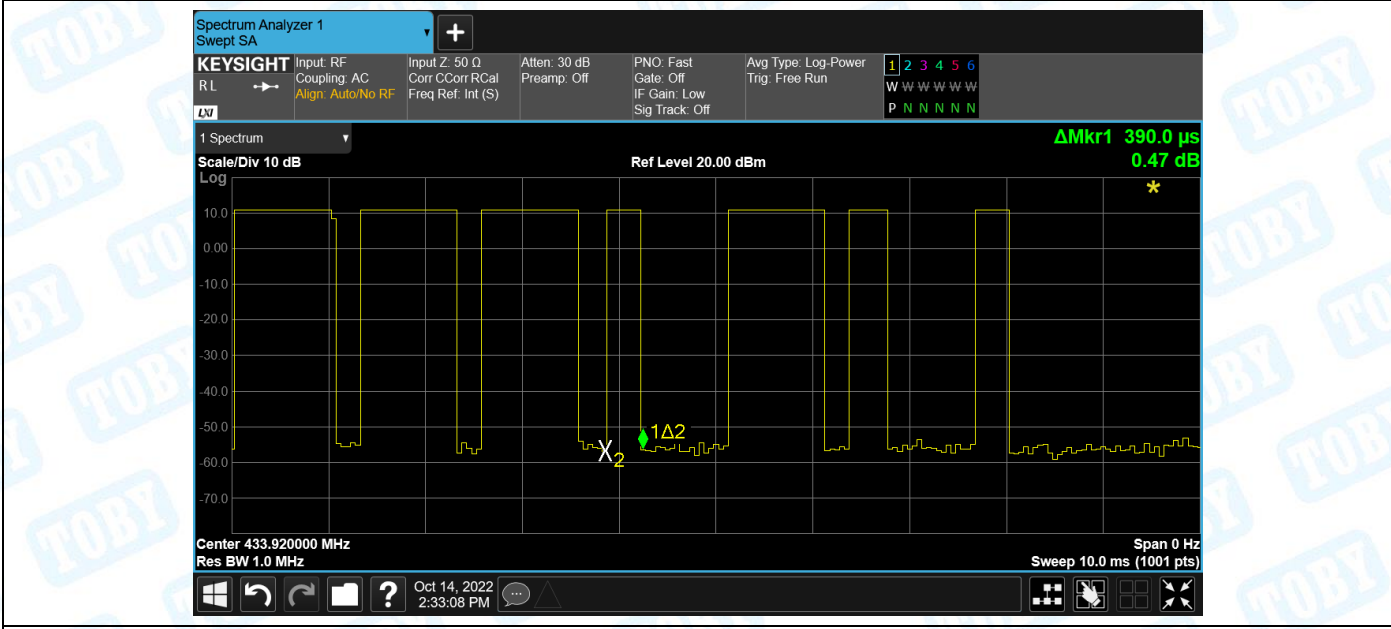 Spectrum Analyzer 1
Swept SA
KEYSIGHT
RL
LXI
Input: RF
Coupling: AC
Align: Auto/No RF
Input Z: 50 Ω
Corr CCorr RCal
Freq Ref: Int (S)
Atten: 30 dB
Preamp: Off
PNO: Fast
Gate: Off
IF Gain: Low
Sig Track: Off
Avg Type: Log-Power
Trig: Free Run
1 2 3 4 5 6
W W W W W W
P N N N N N
1 Spectrum
ΔMkr1 390.0 µs
0.47 dB
Scale/Div 10 dB
Ref Level 20.00 dBm
Log
*
10.0
0.00
-10.0
-20.0
-30.0
-40.0
-50.0
-60.0
-70.0
1Δ2
X2
Center 433.920000 MHz
Span 0 Hz
Res BW 1.0 MHz
Sweep 10.0 ms (1001 pts)
?
Oct 14, 2022
2:33:08 PM
TOBY